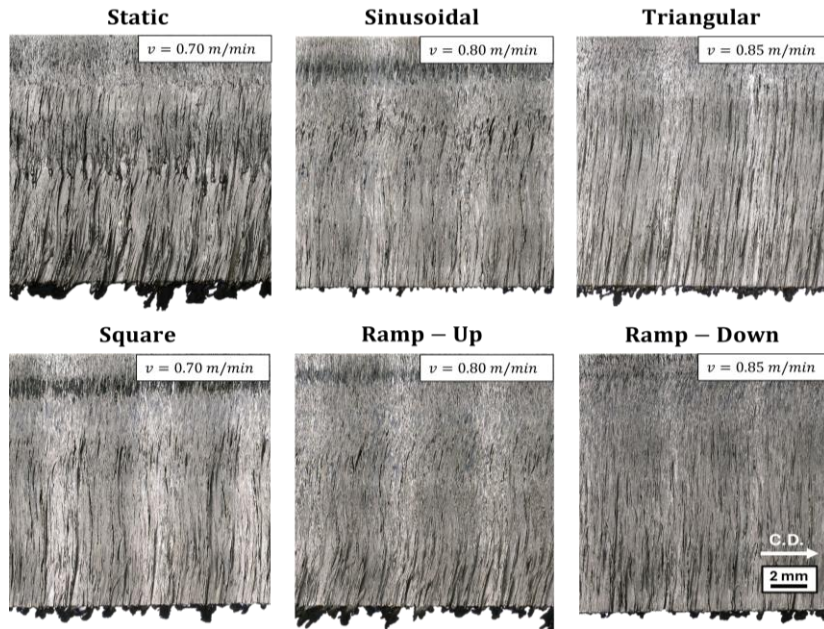 Static
Sinusoidal
Triangular
v = 0.70 m/min
v = 0.80 m/min
v = 0.85 m/min
Square
Ramp − Up
Ramp − Down
v = 0.70 m/min
v = 0.80 m/min
v = 0.85 m/min
C.D.
2 mm